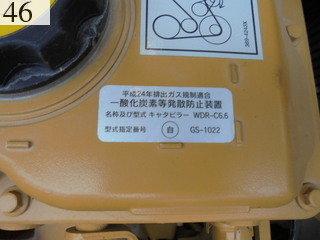 46
369-4243X
平成24年排出ガス規制適合
一酸化炭素等発散防止装置
名称及び型式 キャタピラー WDR-C6.6
型式指定番号 自 GS-1022